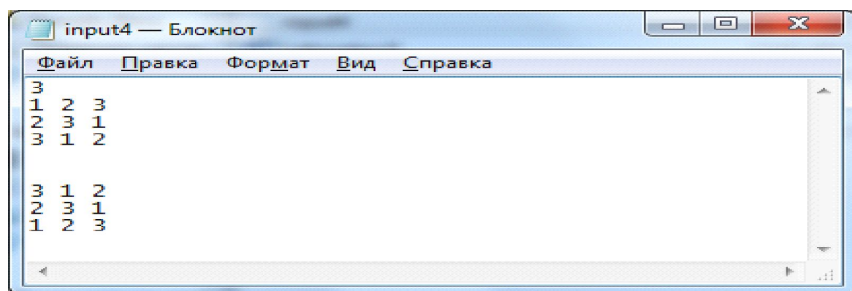 input4 — Блокнот
Файл Правка Формат Вид Справка
3
1 2 3
2 3 1
3 1 2
3 1 2
2 3 1
1 2 3